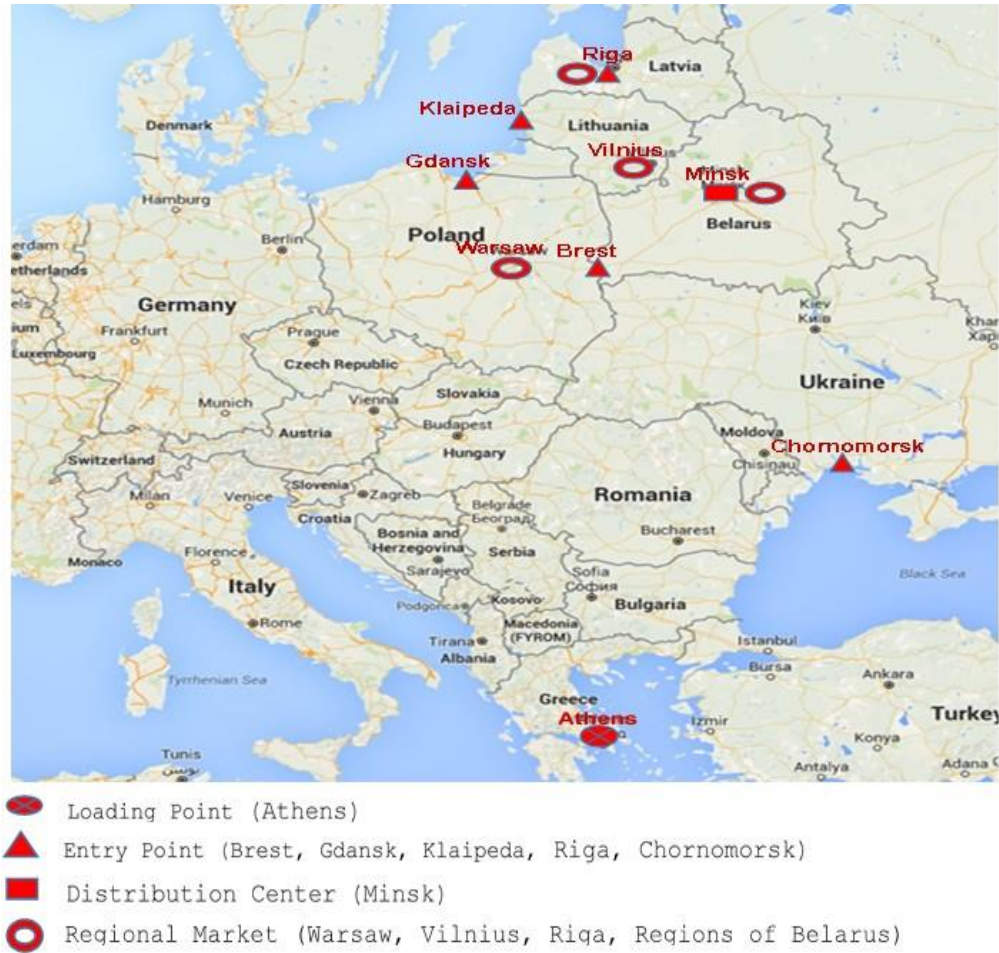 Riga
Latvia
Klaipeda
Denmark
Lithuania
Vilnius
Gdansk
Minsk
Hamburg
Belarus
Poland
Berlin
Warsaw
Brest
erdam
etherlands
Germany
Kiev
Київ
els
ium
Frankfurt
Prague
Luxembourg
Czech Republic
Ukraine
Slovakia
Munich
Vienna
Austria
Budapest
Moldova
Hungary
Chornomorsk
Switzerland
Chisinau
Slovenia
Zagreb
Romania
Milan
Venice
Croatia
Belgrade
Београд
Bosnia and
Herzegovina
Bucharest
Serbia
Florence
Monaco
Sarajevo
Sofia
София
Black Sea
Italy
Kosovo
Bulgaria
Podgorica
Rome
Macedonia
(FYROM)
Tirana
Istanbul
Albania
Bursa
Ankara
Tyrrhenian Sea
Greece
Athens
Izmir
Turkey
Konya
Tunis
تونس
Antalya
Adana
Loading Point (Athens)
Entry Point (Brest, Gdansk, Klaipeda, Riga, Chornomorsk)
Distribution Center (Minsk)
Regional Market (Warsaw, Vilnius, Riga, Regions of Belarus)